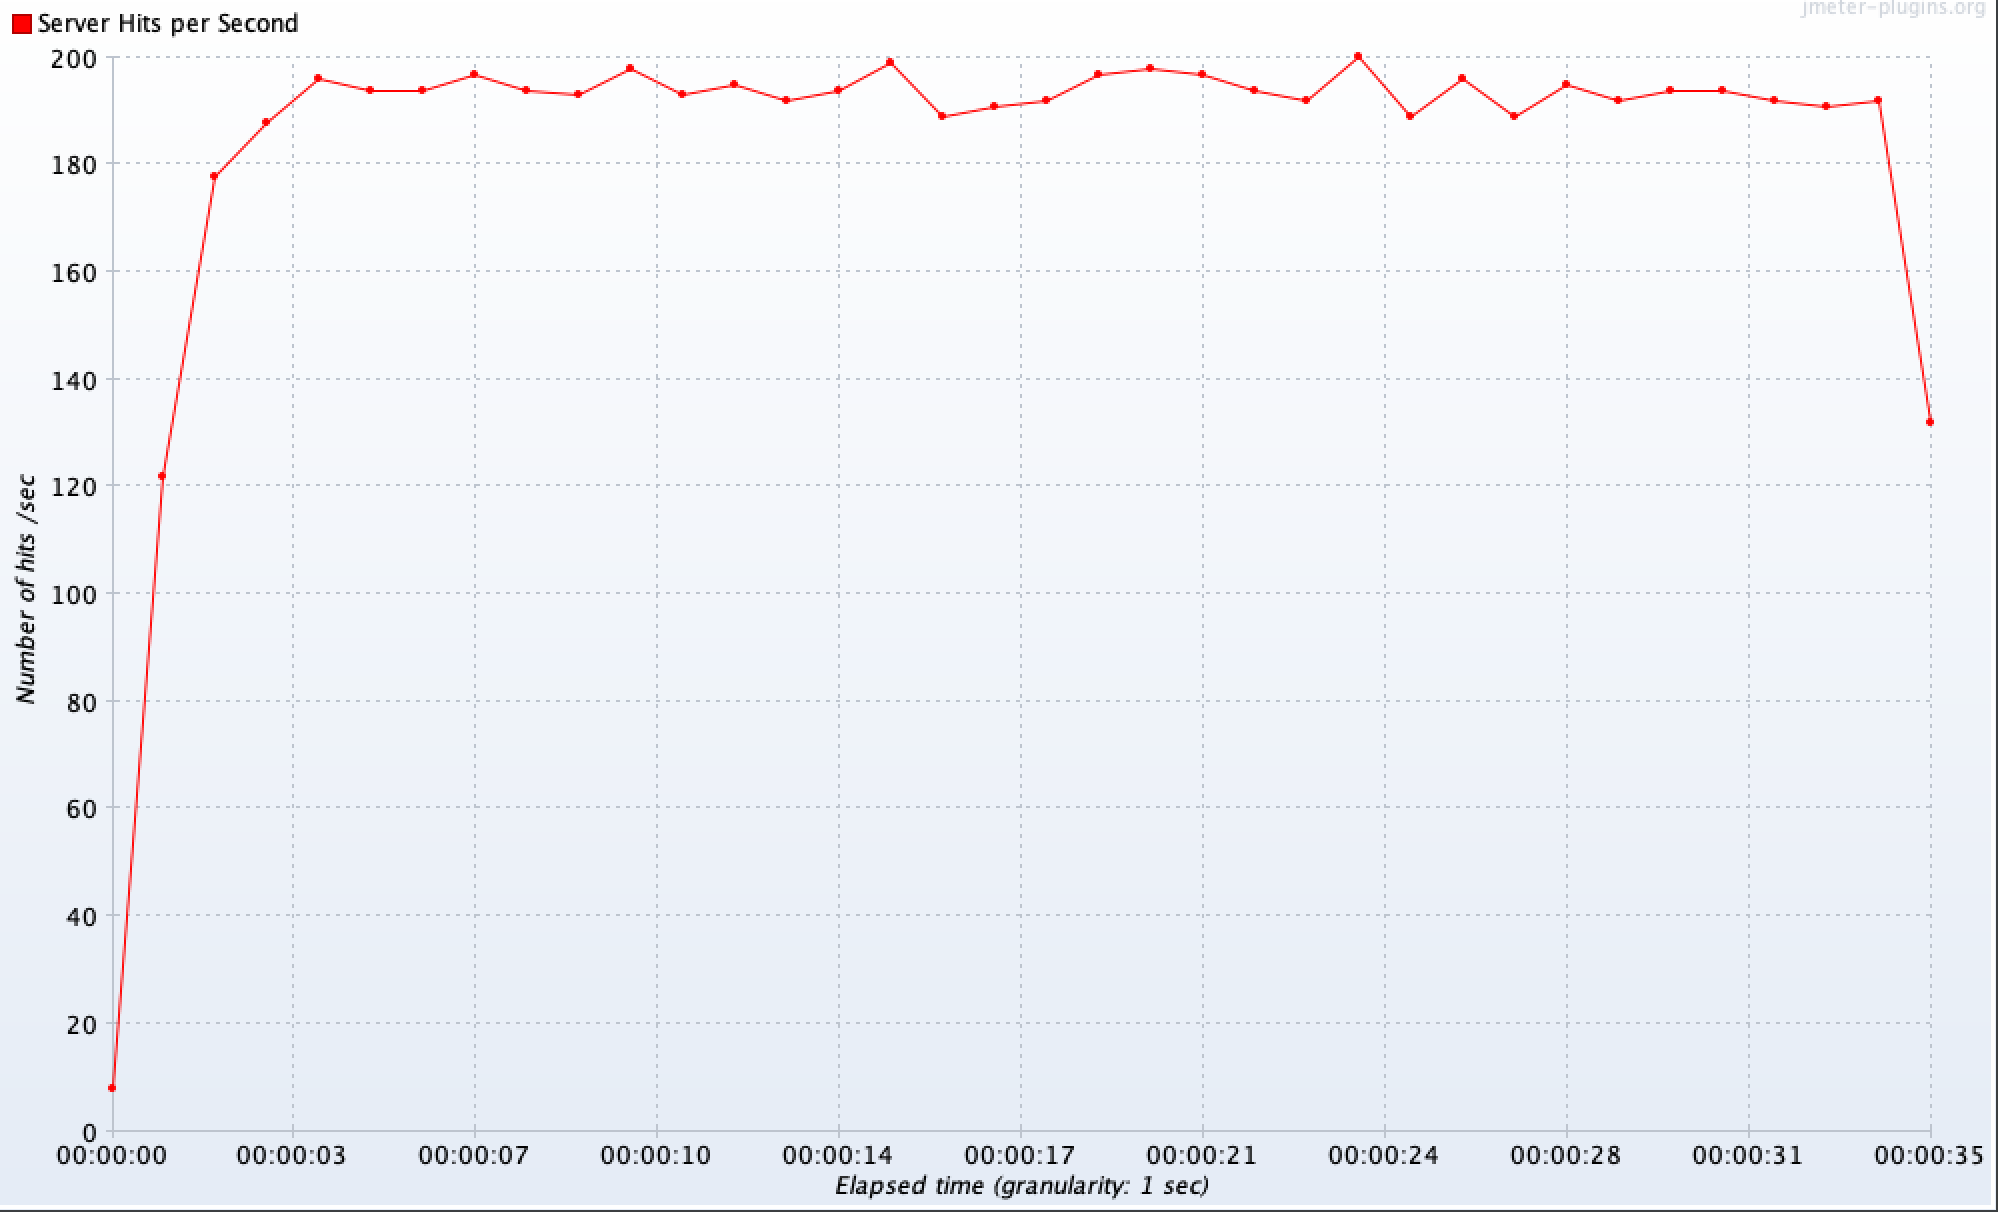 jmeter-plugins.org
Server Hits per Second
200
180
160
140
120
100
80
60
40
20
0
Number of hits /sec
00:00:00 00:00:03 00:00:07 00:00:10 00:00:14 00:00:17 00:00:21 00:00:24 00:00:28 00:00:31 00:00:35
Elapsed time (granularity: 1 sec)